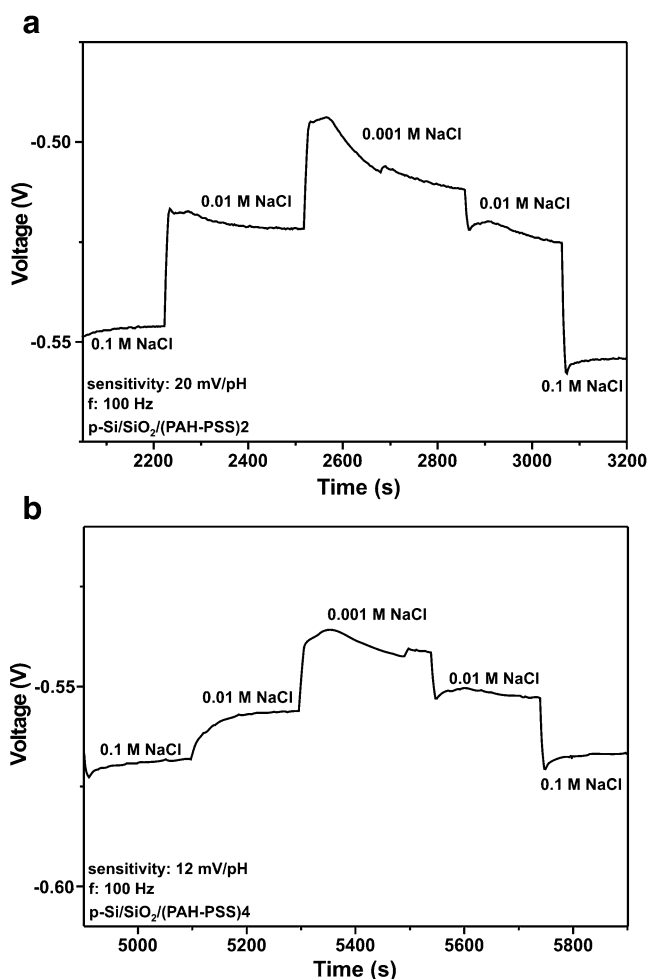 a
-0.50
0.001 M NaCl
0.01 M NaCl
0.01 M NaCl
Voltage (V)
-0.55
0.1 M NaCl
0.1 M NaCl
sensitivity: 20 mV/pH
f: 100 Hz
p-Si/SiO₂/(PAH-PSS)2
2200 2400 2600 2800 3000 3200
Time (s)
b
0.001 M NaCl
-0.55
0.01 M NaCl
0.01 M NaCl
Voltage (V)
0.1 M NaCl
0.1 M NaCl
sensitivity: 12 mV/pH
-0.60
f: 100 Hz
p-Si/SiO₂/(PAH-PSS)4
5000 5200 5400 5600 5800
Time (s)